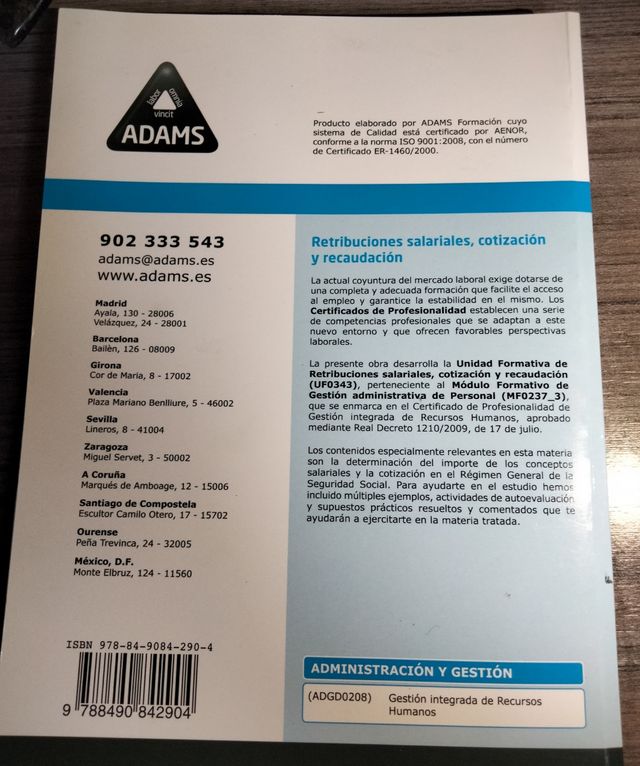 labor omnia
vincit
ADAMS
Producto elaborado por ADAMS Formación cuyo
sistema de Calidad está certificado por AENOR,
conforme a la norma ISO 9001:2008, con el número
de Certificado ER-1460/2000.
902 333 543
adams@adams.es
www.adams.es
Madrid
Ayala, 130 - 28006
Velázquez, 24 - 28001
Barcelona
Bailèn, 126 - 08009
Girona
Cor de Maria, 8 - 17002
Valencia
Plaza Mariano Benlliure, 5 - 46002
Sevilla
Lineros, 8 - 41004
Zaragoza
Miguel Servet, 3 - 50002
A Coruña
Marqués de Amboage, 12 - 15006
Santiago de Compostela
Escultor Camilo Otero, 17 - 15702
Ourense
Peña Trevinca, 24 - 32005
México, D.F.
Monte Elbruz, 124 - 11560
ISBN 978-84-9084-290-4
9 788490 842904
Retribuciones salariales, cotización
y recaudación
La actual coyuntura del mercado laboral exige dotarse de
una completa y adecuada formación que facilite el acceso
al empleo y garantice la estabilidad en el mismo. Los
Certificados de Profesionalidad establecen una serie
de competencias profesionales que se adaptan a este
nuevo entorno y que ofrecen favorables perspectivas
laborales.
La presente obra desarrolla la Unidad Formativa de
Retribuciones salariales, cotización y recaudación
(UF0343), perteneciente al Módulo Formativo de
Gestión administrativa de Personal (MF0237_3),
que se enmarca en el Certificado de Profesionalidad de
Gestión integrada de Recursos Humanos, aprobado
mediante Real Decreto 1210/2009, de 17 de julio.
Los contenidos especialmente relevantes en esta materia
son la determinación del importe de los conceptos
salariales y la cotización en el Régimen General de la
Seguridad Social. Para ayudarte en el estudio hemos
incluido múltiples ejemplos, actividades de autoevaluación
y supuestos prácticos resueltos y comentados que te
ayudarán a ejercitarte en la materia tratada.
ADMINISTRACIÓN Y GESTIÓN
(ADGD0208) Gestión integrada de Recursos
Humanos